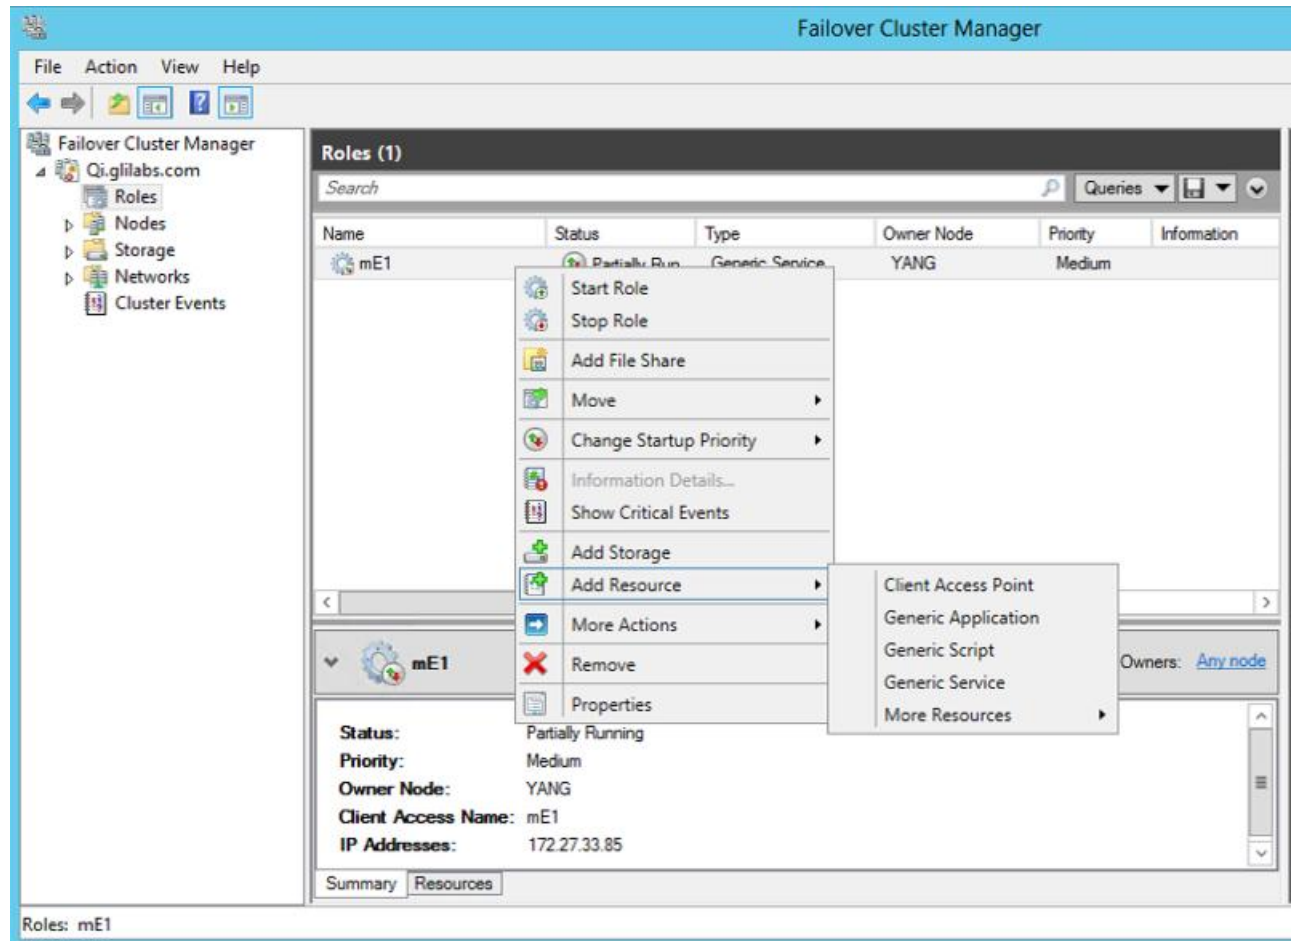 Failover Cluster Manager
File Action View Help
Failover Cluster Manager
Qi.glilabs.com
Roles
Nodes
Storage
Networks
Cluster Events
Roles (1)
Search
Queries
Name Status Type Owner Node Priority Information
mE1 Partially Run... Generic Service YANG Medium
Start Role
Stop Role
Add File Share
Move
Change Startup Priority
Information Details...
Show Critical Events
Add Storage
Add Resource
More Actions
Remove
Properties
Client Access Point
Generic Application
Generic Script
Generic Service
More Resources
mE1
Owners: Any node
Status: Partially Running
Priority: Medium
Owner Node: YANG
Client Access Name: mE1
IP Addresses: 172.27.33.85
Summary Resources
Roles: mE1